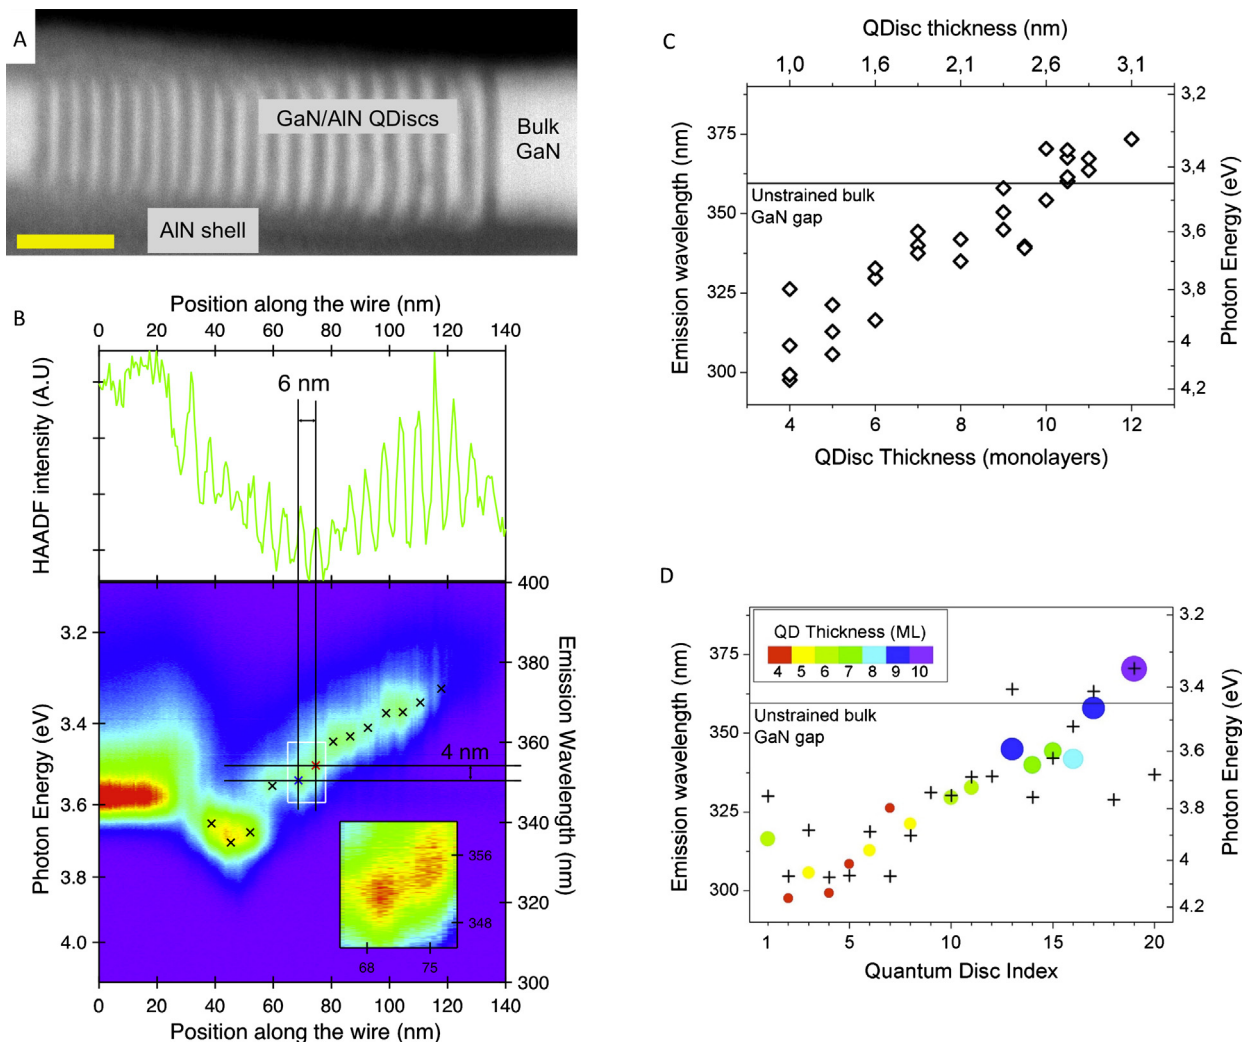 A
GaN/AlN QDiscs
Bulk
GaN
AlN shell
B
Position along the wire (nm)
0 20 40 60 80 100 120 140
HAADF intensity (A.U)
6 nm
400
3.2
380
3.4
360
4 nm
3.6
340
3.8
320
4.0
300
356
348
68 75
Photon Energy (eV)
Emission Wavelength (nm)
0 20 40 60 80 100 120 140
Position along the wire (nm)
C
QDisc thickness (nm)
1,0 1,6 2,1 2,6 3,1
3,2
375
3,4
Unstrained bulk
GaN gap
350
3,6
325
3,8
4
300
4,2
Emission wavelength (nm)
Photon Energy (eV)
4 6 8 10 12
QDisc Thickness (monolayers)
D
QD Thickness (ML)
4 5 6 7 8 9 10
3.2
375
3.4
Unstrained bulk
GaN gap
350
3.6
325
3.8
4
300
4.2
Emission wavelength (nm)
Photon Energy (eV)
1 5 10 15 20
Quantum Disc Index